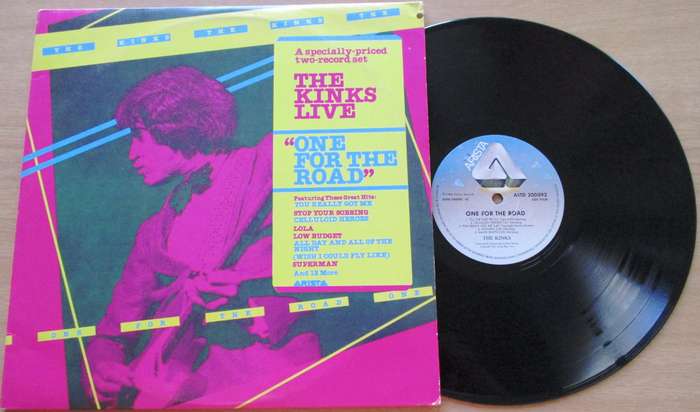 THE KINKS THE KINKS THE
A specially-priced
two-record set
THE
KINKS
LIVE
"ONE
FOR THE
ROAD"
Featuring These Great Hits:
YOU REALLY GOT ME
STOP YOUR SOBBING
CELLULOID HEROES
LOLA
LOW BUDGET
ALL DAY AND ALL OF THE
NIGHT
(WISH I COULD FLY LIKE)
SUPERMAN
And 12 More
ARISTA
ONE FOR THE ROAD ONE
ARISTA
ONE FOR THE ROAD
THE KINKS